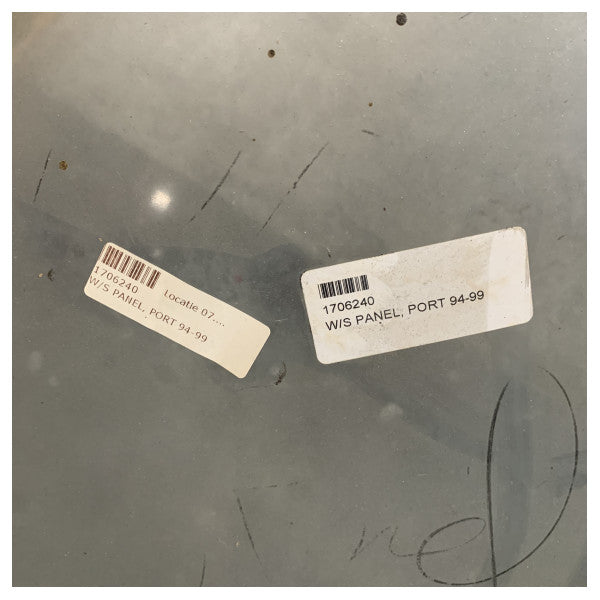 1706240
Locatie 07....
W/S PANEL, PORT 94-99
1706240
W/S PANEL, PORT 94-99